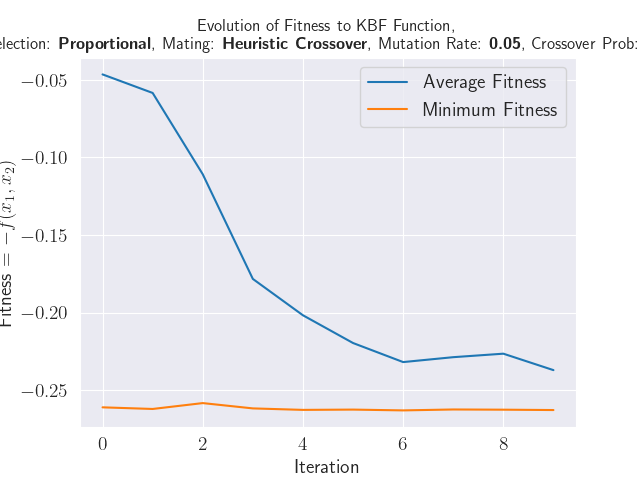 Evolution of Fitness to KBF Function,
election: Proportional, Mating: Heuristic Crossover, Mutation Rate: 0.05, Crossover Prob:
Average Fitness
Minimum Fitness
−0.05
−0.10
−0.15
−0.20
−0.25
Fitness = −f(x₁, x₂)
0 2 4 6 8
Iteration